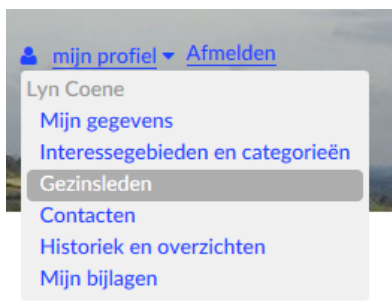 mijn profiel Afmelden
Lyn Coene
Mijn gegevens
Interessegebieden en categorieën
Gezinsleden
Contacten
Historiek en overzichten
Mijn bijlagen